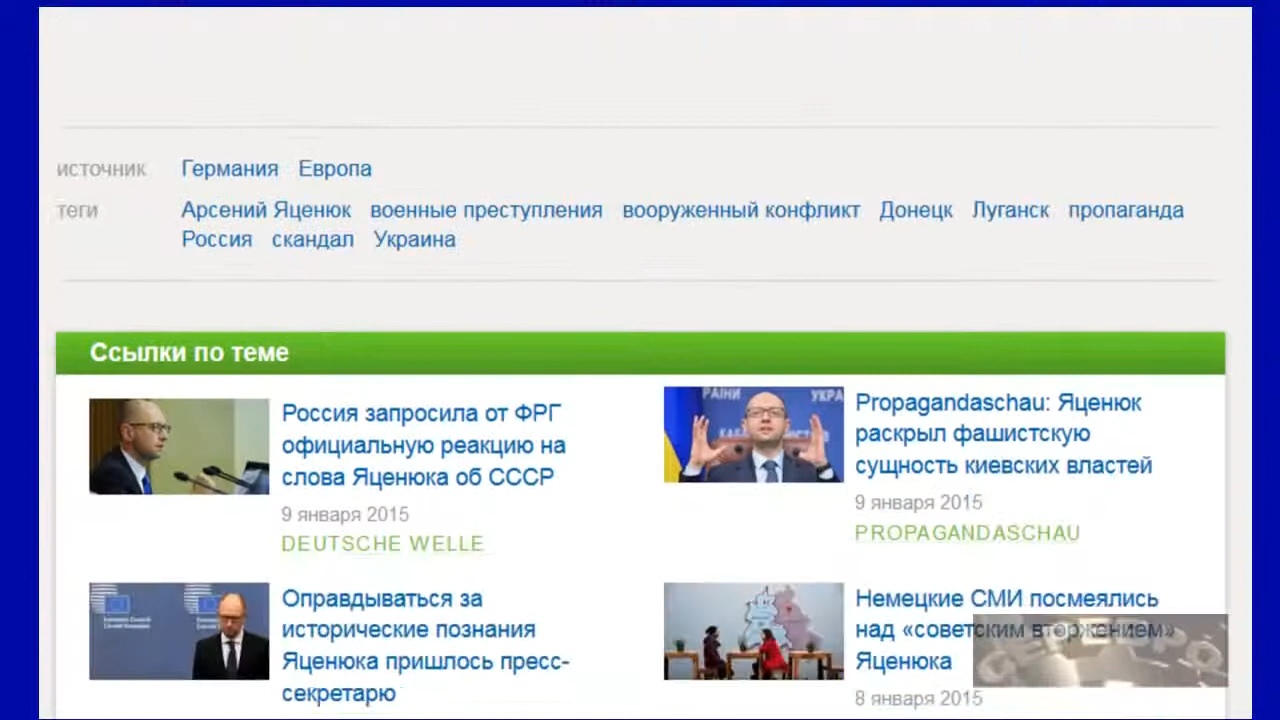 источник Германия Европа
теги Арсений Яценюк военные преступления вооруженный конфликт Донецк Луганск пропаганда
Россия скандал Украина
Ссылки по теме
Россия запросила от ФРГ
официальную реакцию на
слова Яценюка об СССР
9 января 2015
DEUTSCHE WELLE
Propagandaschau: Яценюк
раскрыл фашистскую
сущность киевских властей
9 января 2015
PROPAGANDASCHAU
Оправдываться за
исторические познания
Яценюка пришлось пресс-
секретарю
Немецкие СМИ посмеялись
над «советским вторжением»
Яценюка
8 января 2015